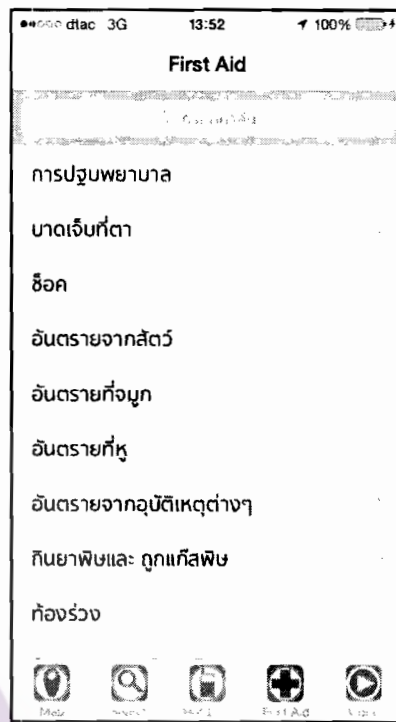 dtac 3G 13:52 100%
First Aid
การปฐมพยาบาล
บาดเจ็บที่ตา
ช็อค
อันตรายจากสัตว์
อันตรายที่จมูก
อันตรายที่หู
อันตรายจากอุบัติเหตุต่างๆ
กินยาพิษและ ถูกแก๊สพิษ
ท้องร่วง
First Aid